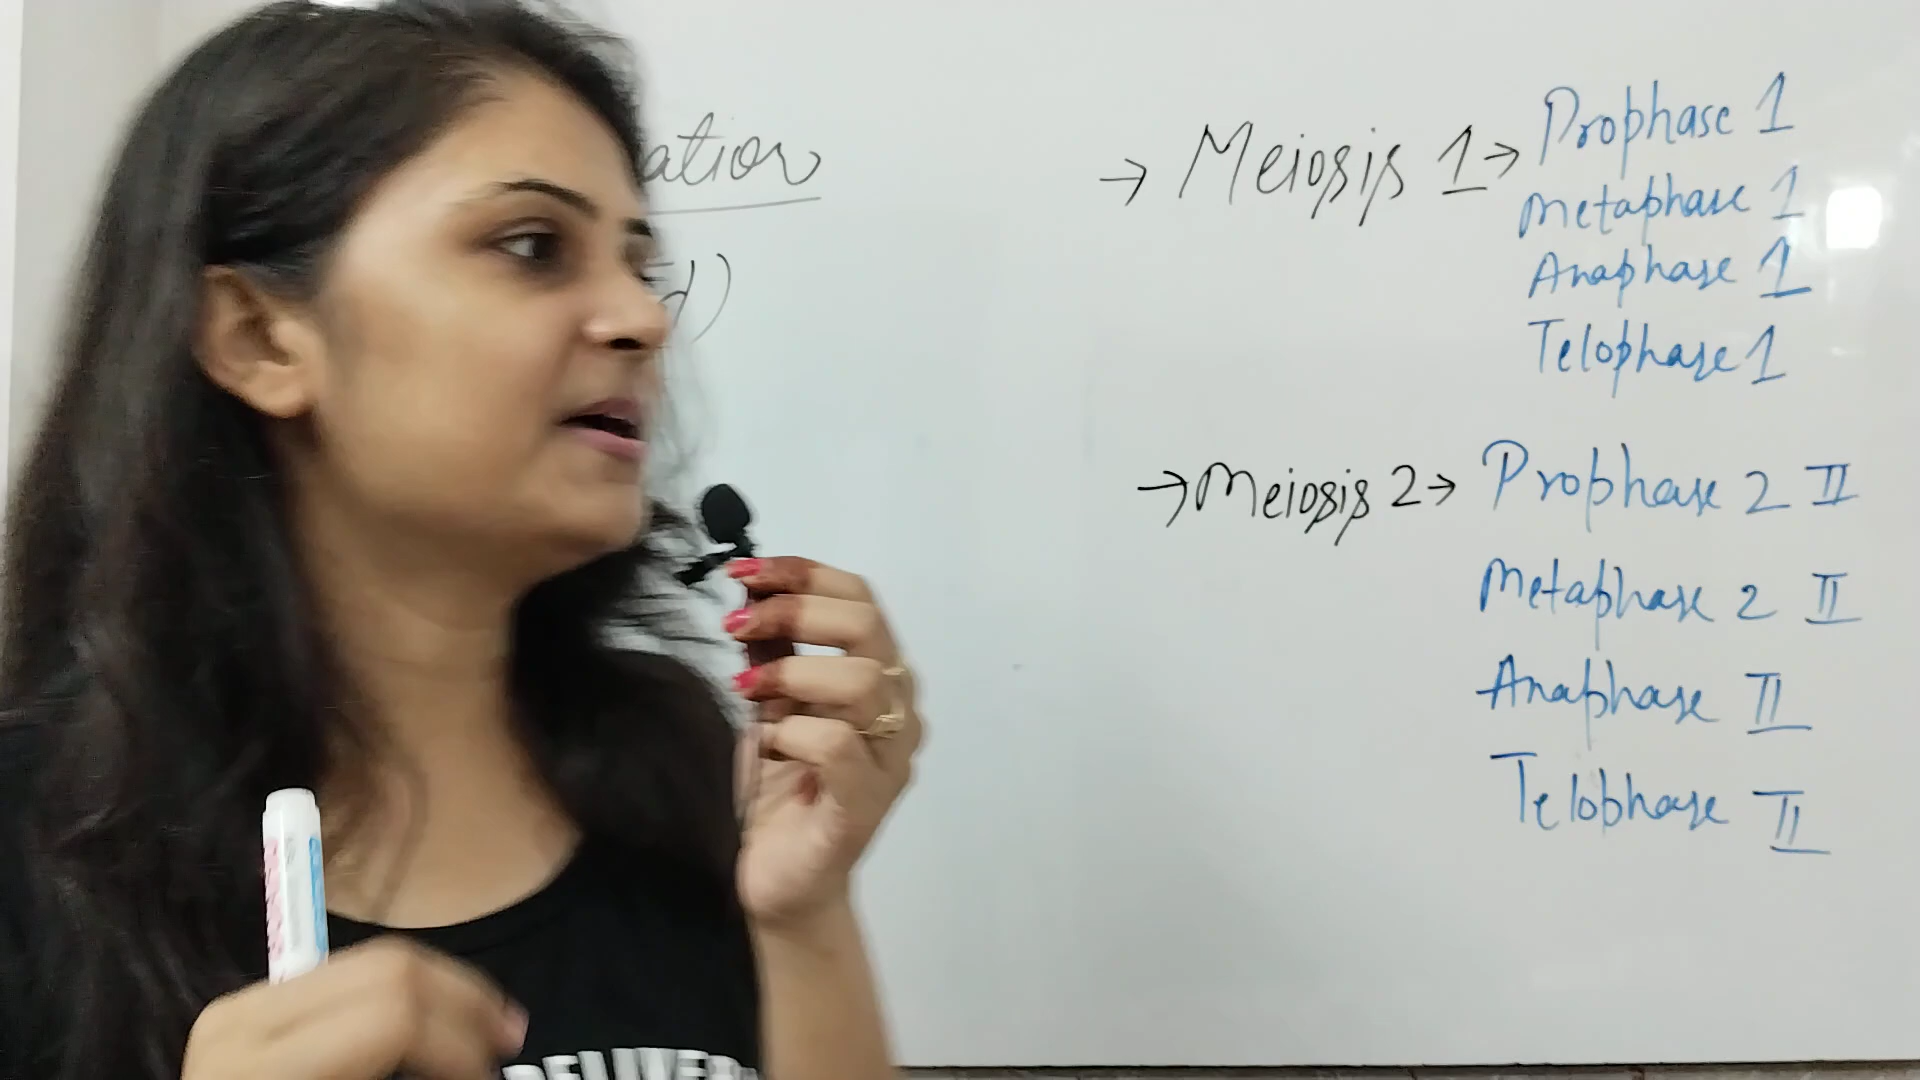 ation
d)
→ Meiosis 1 → Prophase 1
Metaphase 1
Anaphase 1
Telophase 1
→ Meiosis 2 → Prophase 2 II
Metaphase 2 II
Anaphase II
Telophase II
DELIVER